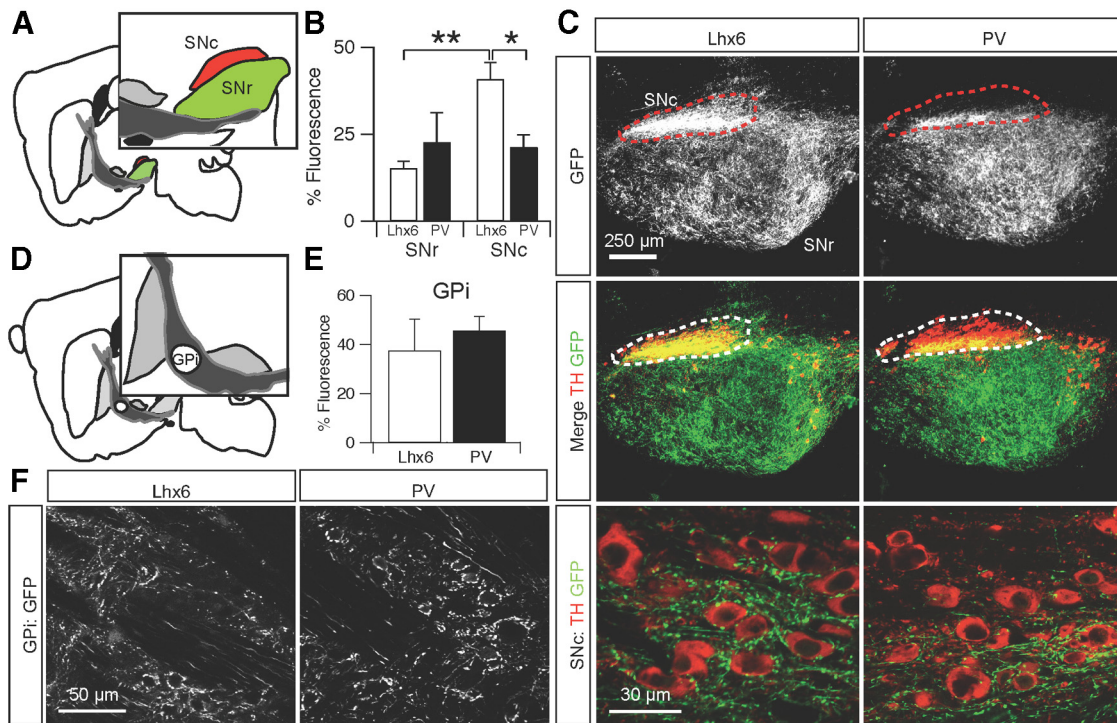 A
SNc
SNr
B
% Fluorescence
50
25
0
**
*
Lhx6 PV Lhx6 PV
SNr SNc
C
Lhx6 PV
GFP
SNc
SNr
250 µm
Merge TH GFP
SNc: TH GFP
30 µm
D
GPi
E
GPi
% Fluorescence
60
40
20
0
Lhx6 PV
F
Lhx6 PV
GPi: GFP
50 µm